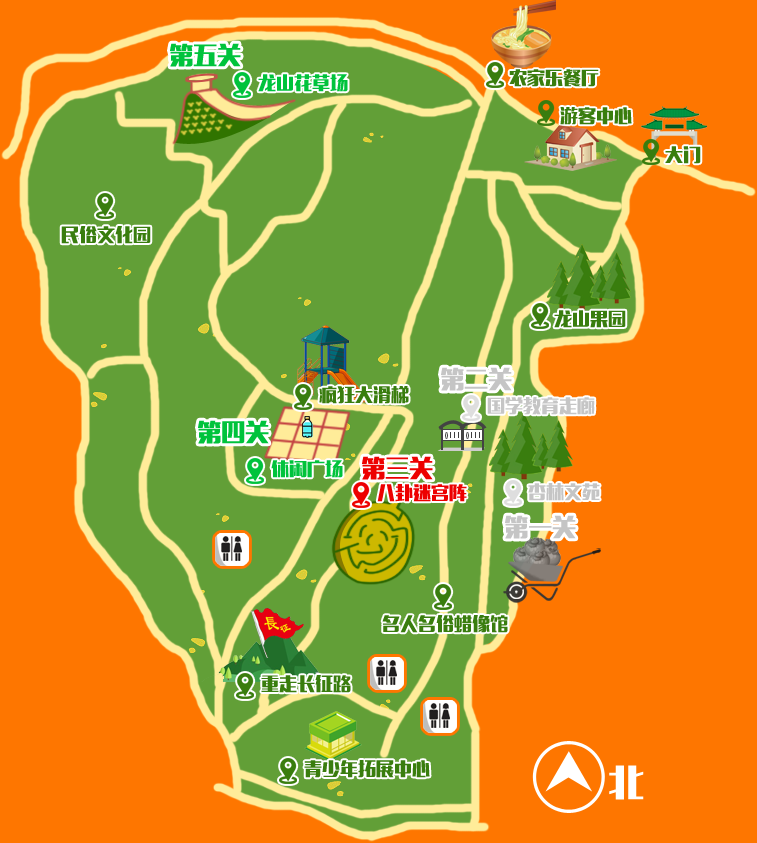 第五关
龙山花草场
农家乐餐厅
游客中心
大门
民俗文化园
龙山果园
第二关
疯狂大滑梯
国学教育走廊
第四关
休闲广场
第三关
八卦迷宫阵
杏林文苑
第一关
長征
名人名俗蜡像馆
重走长征路
青少年拓展中心
北